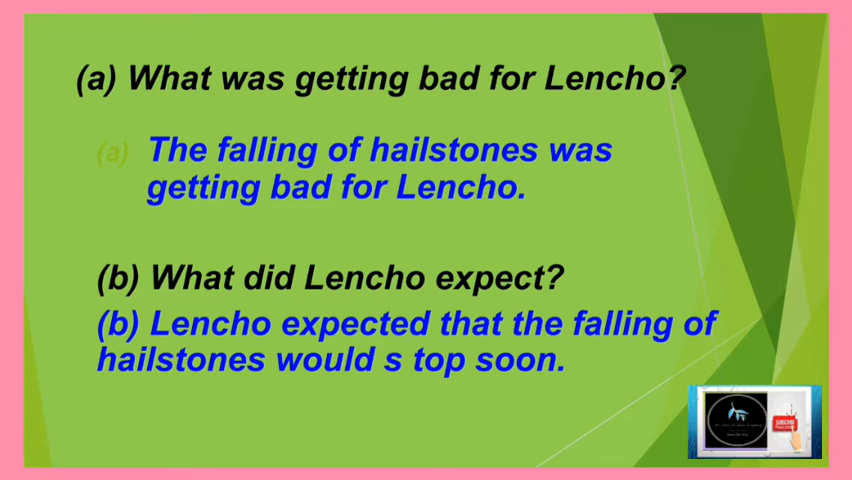 (a) What was getting bad for Lencho?
(a) The falling of hailstones was
getting bad for Lencho.
(b) What did Lencho expect?
(b) Lencho expected that the falling of
hailstones would s top soon.
SUBSCRIBE